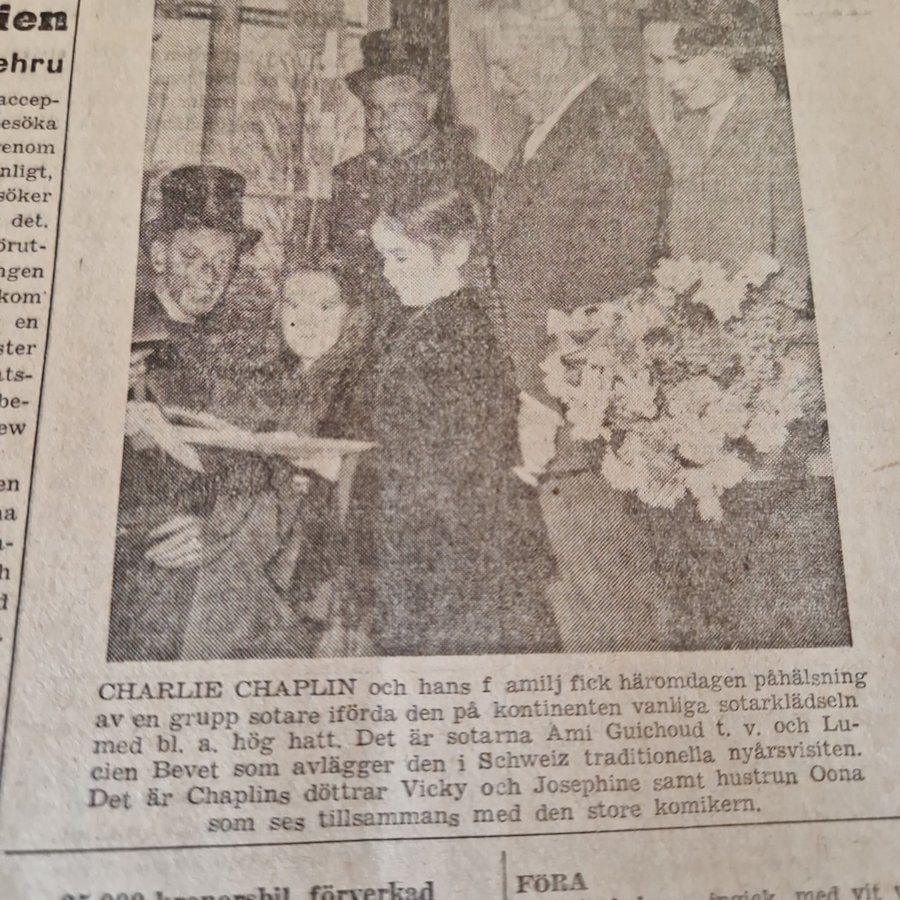 ien
ehru
accep-
esöka
enom
nligt,
söker
det.
örut-
ngen
kom
en
ster
ats-
be-
ew
en
na
a-
h
d
CHARLIE CHAPLIN och hans f amilj fick häromdagen påhälsning
av en grupp sotare iförda den på kontinenten vanliga sotarklädseln
med bl. a. hög hatt. Det är sotarna Ami Guichoud t. v. och Lu-
cien Bevet som avlägger den i Schweiz traditionella nyårsvisiten.
Det är Chaplins döttrar Vicky och Josephine samt hustrun Oona
som ses tillsammans med den store komikern.
förverkad
FÖRA
med vit